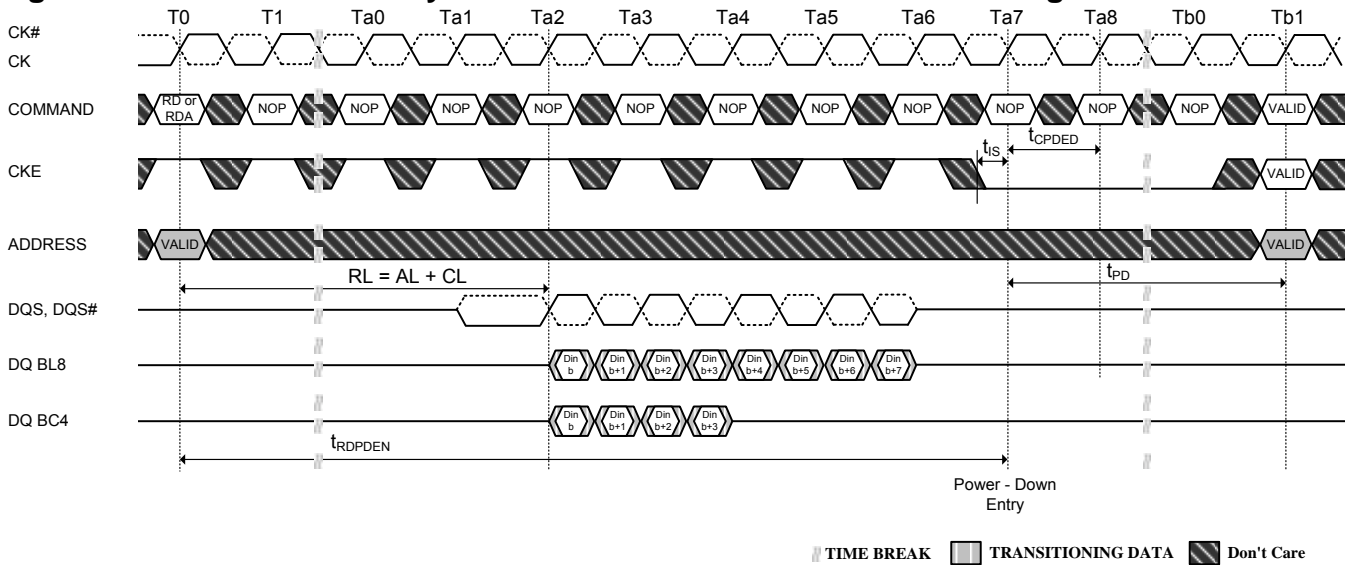 T0 T1 Ta0 Ta1 Ta2 Ta3 Ta4 Ta5 Ta6 Ta7 Ta8 Tb0 Tb1
CK#
CK
COMMAND
RD or
RDA
NOP NOP NOP NOP NOP NOP NOP NOP NOP NOP NOP VALID
tIS
tCPDED
CKE
VALID
ADDRESS
VALID
VALID
RL = AL + CL
tPD
DQS, DQS#
DQ BL8
Din Din Din Din Din Din Din Din
b b+1 b+2 b+3 b+4 b+5 b+6 b+7
DQ BC4
Din Din Din Din
b b+1 b+2 b+3
tRDPDEN
Power - Down
Entry
TIME BREAK TRANSITIONING DATA Don't Care